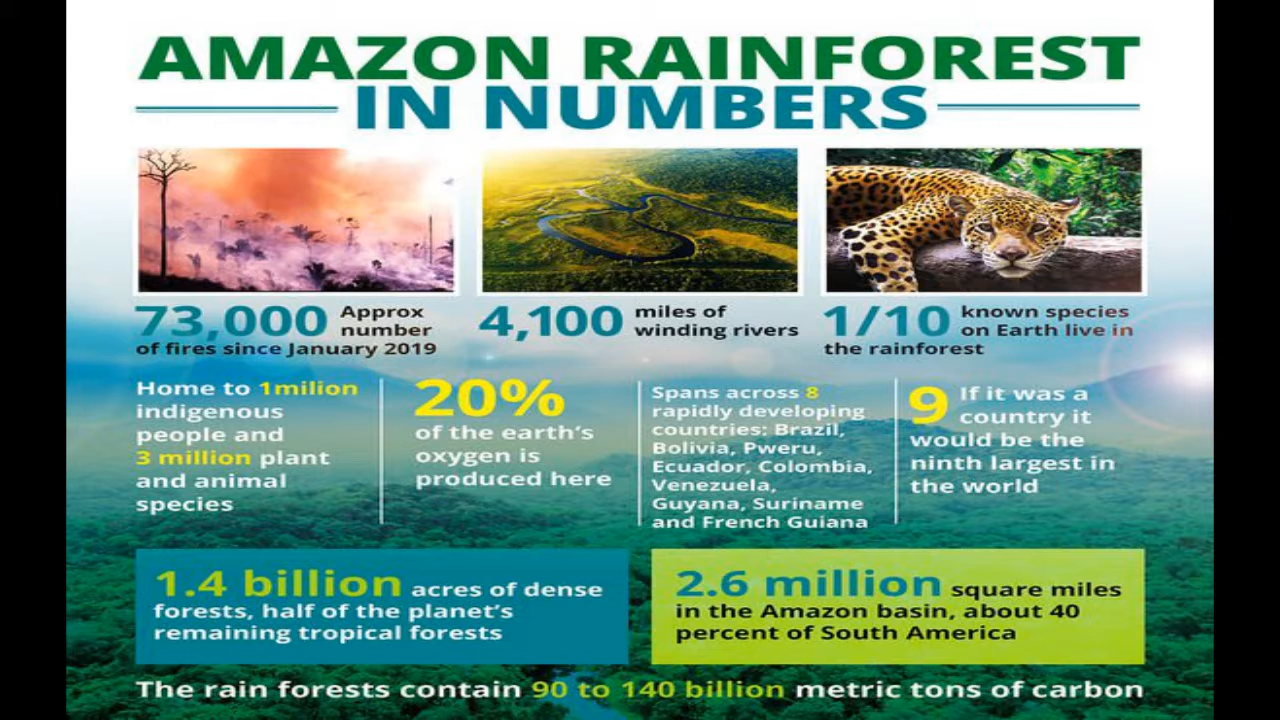 AMAZON RAINFOREST
IN NUMBERS
73,000 Approx
number
of fires since January 2019
4,100 miles of
winding rivers
1/10 known species
on Earth live in
the rainforest
Home to 1milion
indigenous
people and
3 million plant
and animal
species
20%
of the earth's
oxygen is
produced here
Spans across 8
rapidly developing
countries: Brazil,
Bolivia, Pweru,
Ecuador, Colombia,
Venezuela,
Guyana, Suriname
and French Guiana
9 If it was a
country it
would be the
ninth largest in
the world
1.4 billion acres of dense
forests, half of the planet's
remaining tropical forests
2.6 million square miles
in the Amazon basin, about 40
percent of South America
The rain forests contain 90 to 140 billion metric tons of carbon